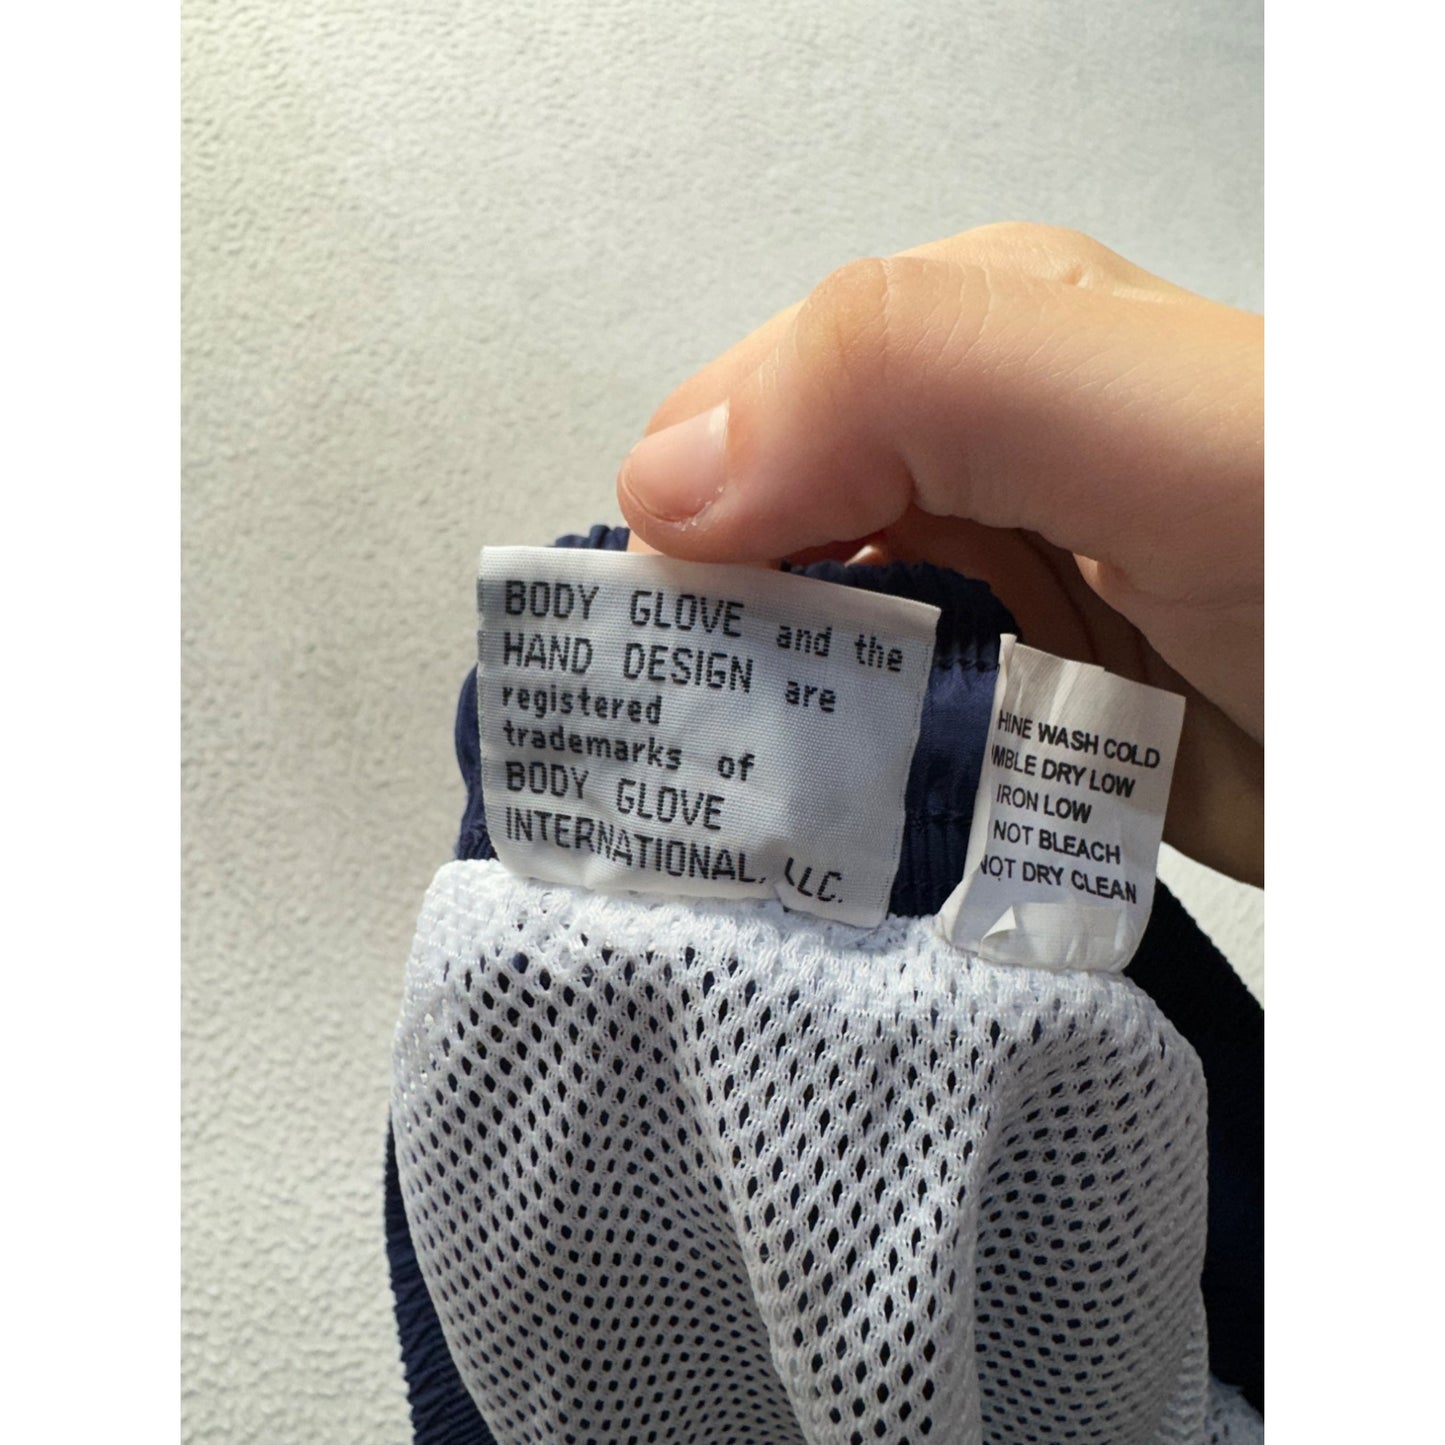 BODY GLOVE and the
HAND DESIGN are
registered
trademarks of
BODY GLOVE
INTERNATIONAL, LLC.
HINE WASH COLD
MBLE DRY LOW
IRON LOW
NOT BLEACH
NOT DRY CLEAN